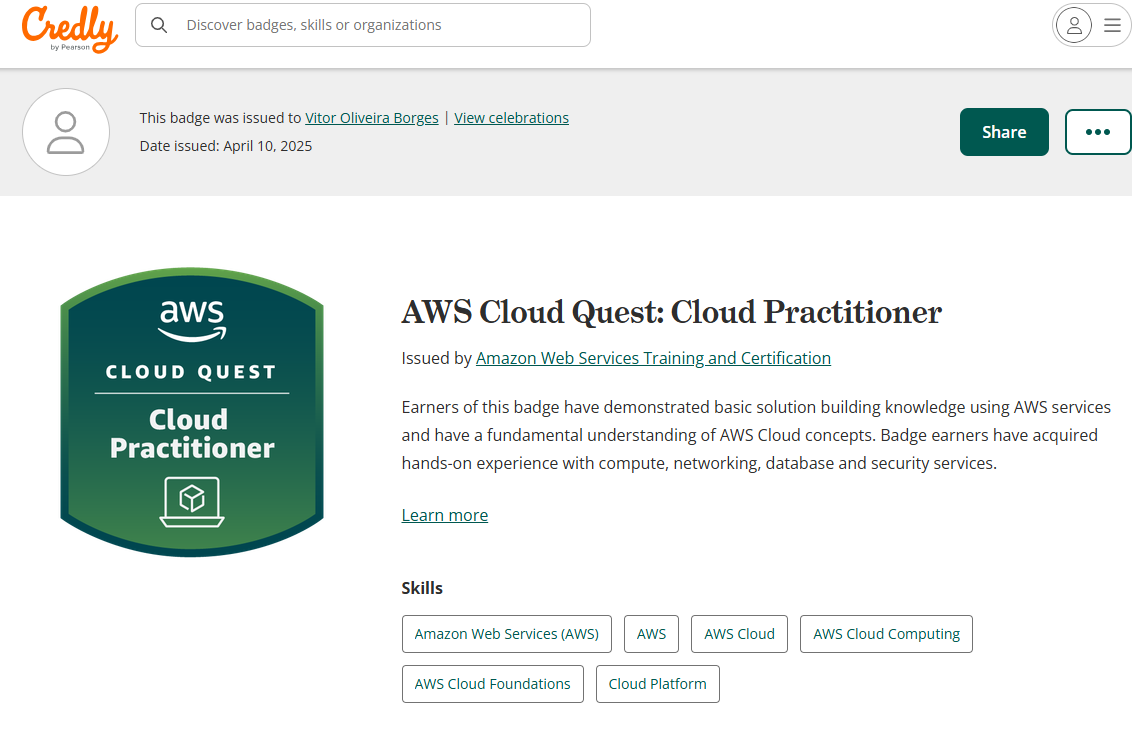 Credly
by Pearson
Discover badges, skills or organizations
This badge was issued to Vitor Oliveira Borges | View celebrations
Date issued: April 10, 2025
Share
aws
CLOUD QUEST
Cloud
Practitioner
AWS Cloud Quest: Cloud Practitioner
Issued by Amazon Web Services Training and Certification
Earners of this badge have demonstrated basic solution building knowledge using AWS services
and have a fundamental understanding of AWS Cloud concepts. Badge earners have acquired
hands-on experience with compute, networking, database and security services.
Learn more
Skills
Amazon Web Services (AWS) AWS AWS Cloud AWS Cloud Computing
AWS Cloud Foundations Cloud Platform